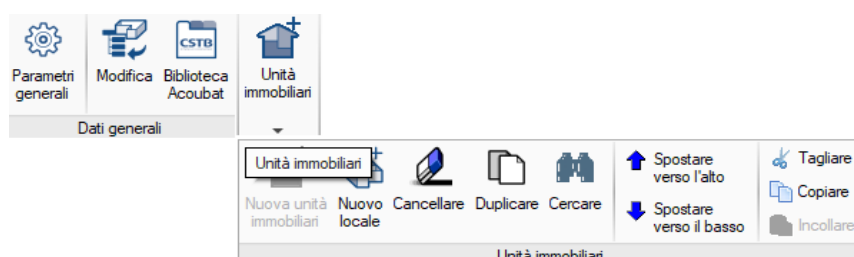 CSTB
Parametri
generali
Modifica
Biblioteca
Acoubat
Unità
immobiliari
Dati generali
Unità immobiliari
Nuova unità
immobiliari
Nuovo
locale
Cancellare
Duplicare
Cercare
Spostare
verso l'alto
Spostare
verso il basso
Tagliare
Copiare
Incollare
Unità immobiliari